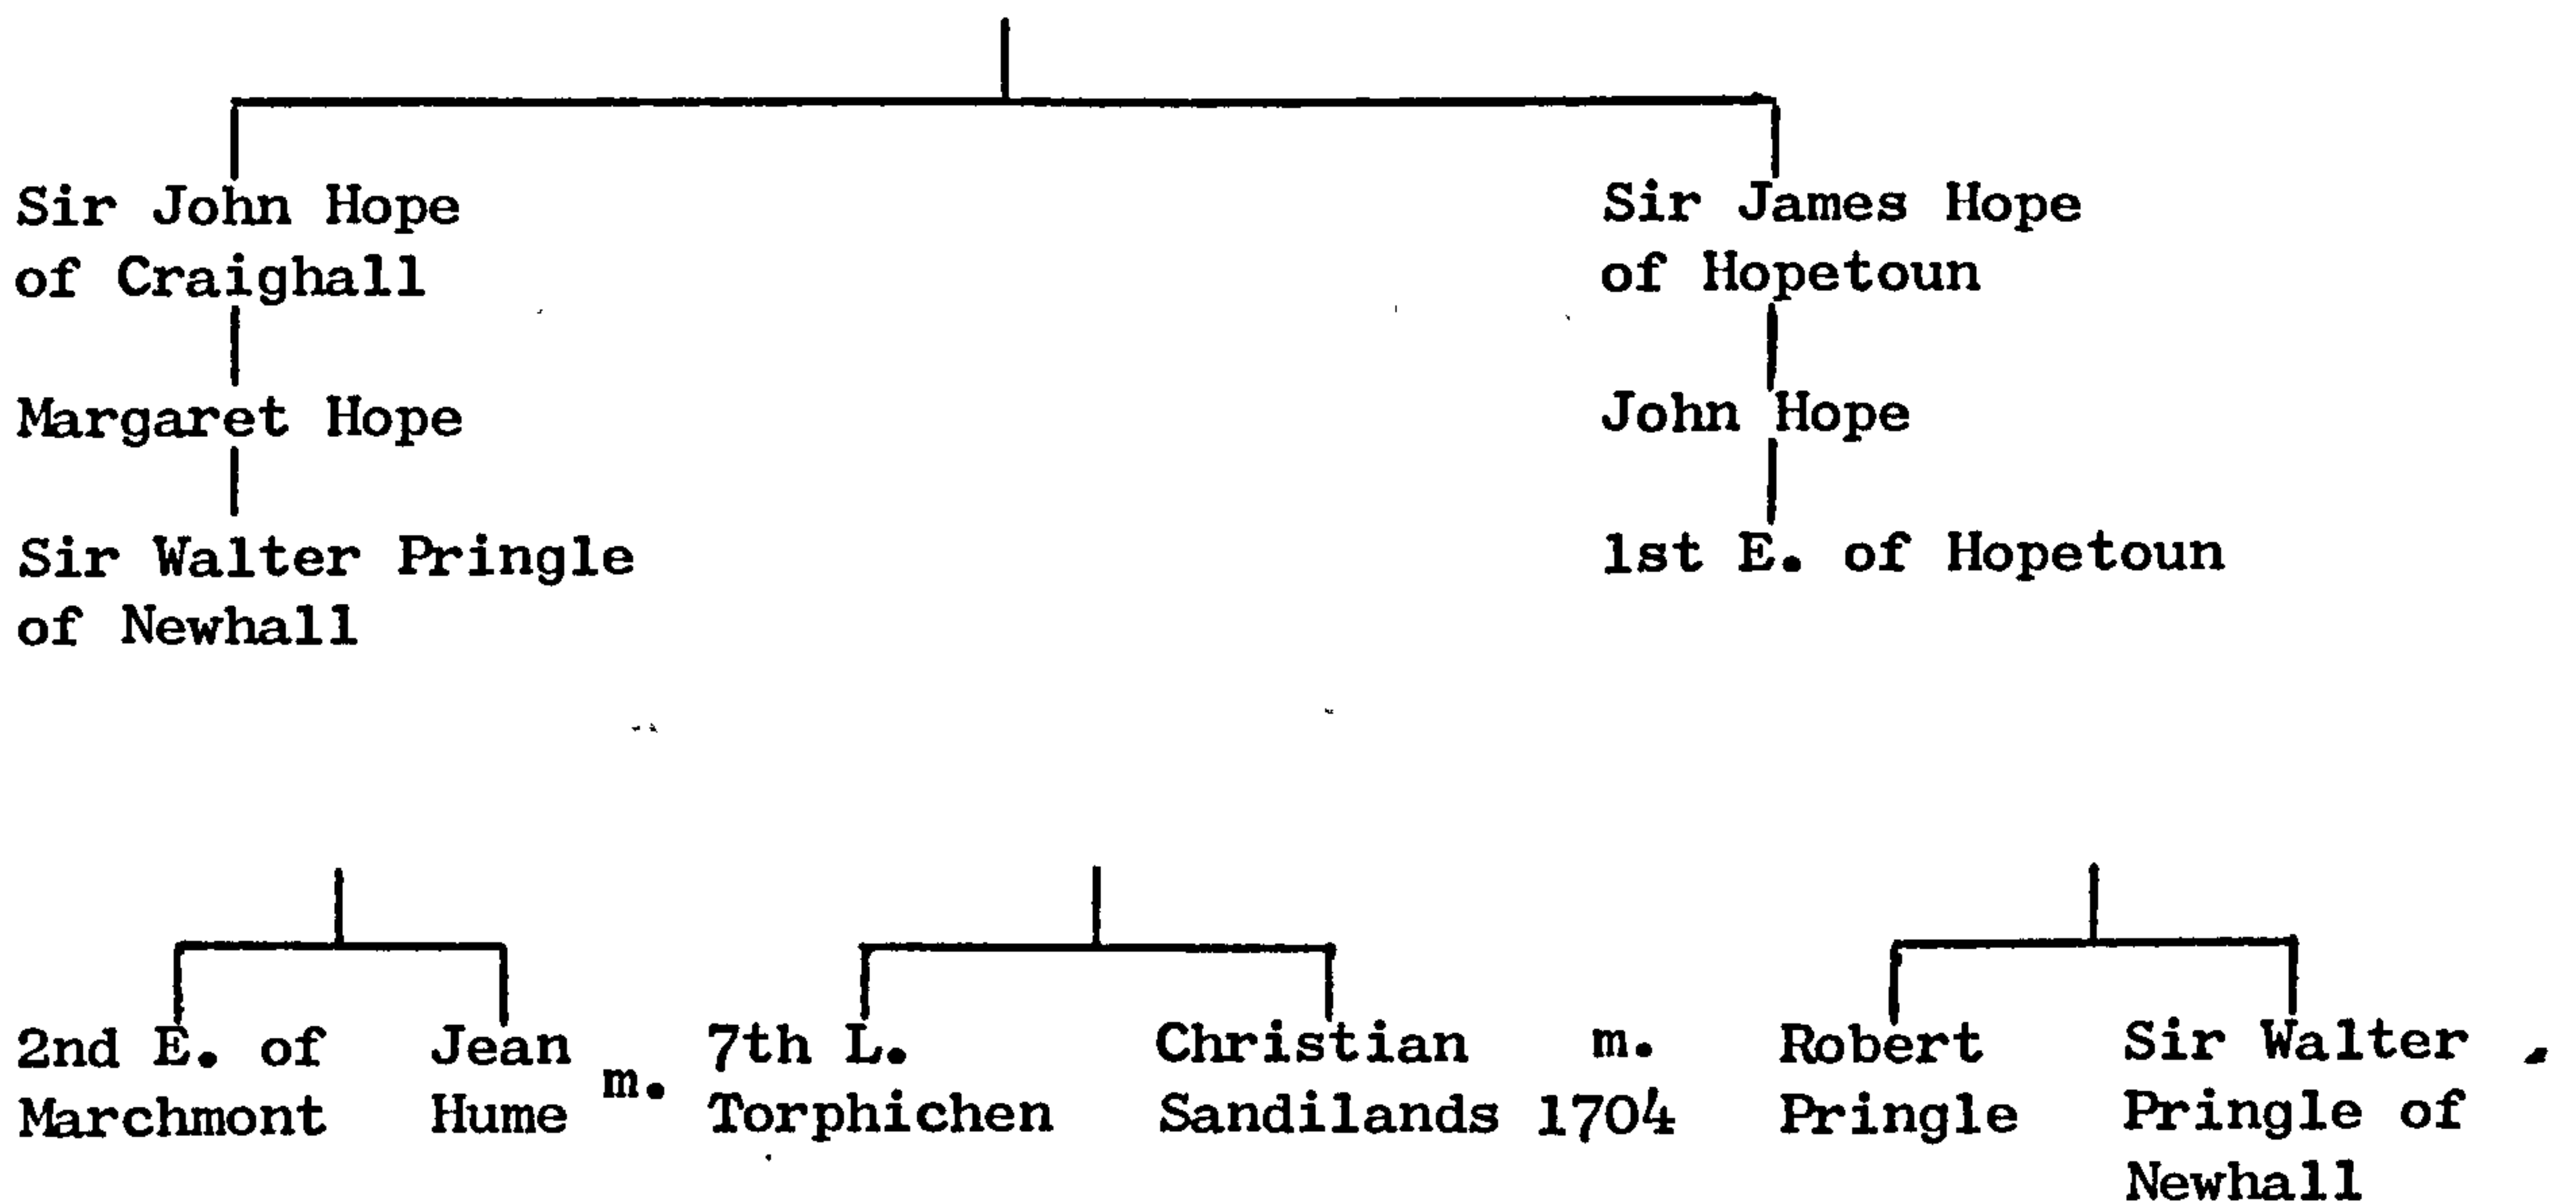 Sir John Hope
of Craighall
Margaret Hope
Sir Walter Pringle
of Newhall
Sir James Hope
of Hopetoun
John Hope
1st E. of Hopetoun
2nd E. of
Marchmont
Jean
Hume
m.
7th L.
Torphichen
Christian
Sandilands
m.
1704
Robert
Pringle
Sir Walter
Pringle of
Newhall